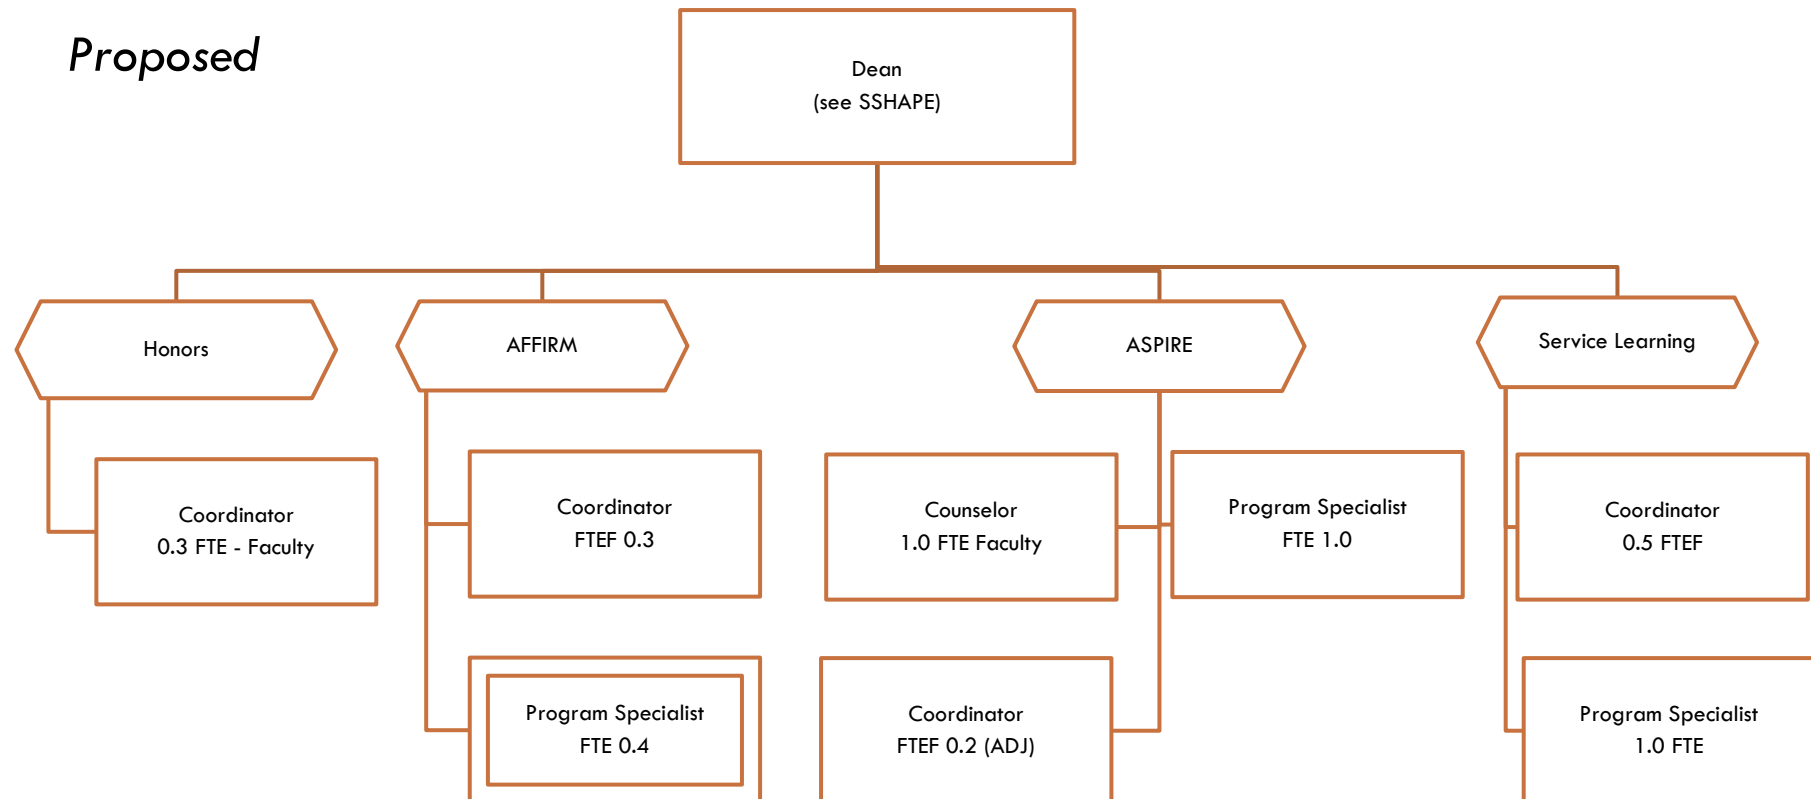 Proposed
Dean
(see SSHAPE)
Honors
AFFIRM
ASPIRE
Service Learning
Coordinator
0.3 FTE - Faculty
Coordinator
FTEF 0.3
Counselor
1.0 FTE Faculty
Program Specialist
FTE 1.0
Coordinator
0.5 FTEF
Program Specialist
FTE 0.4
Coordinator
FTEF 0.2 (ADJ)
Program Specialist
1.0 FTE